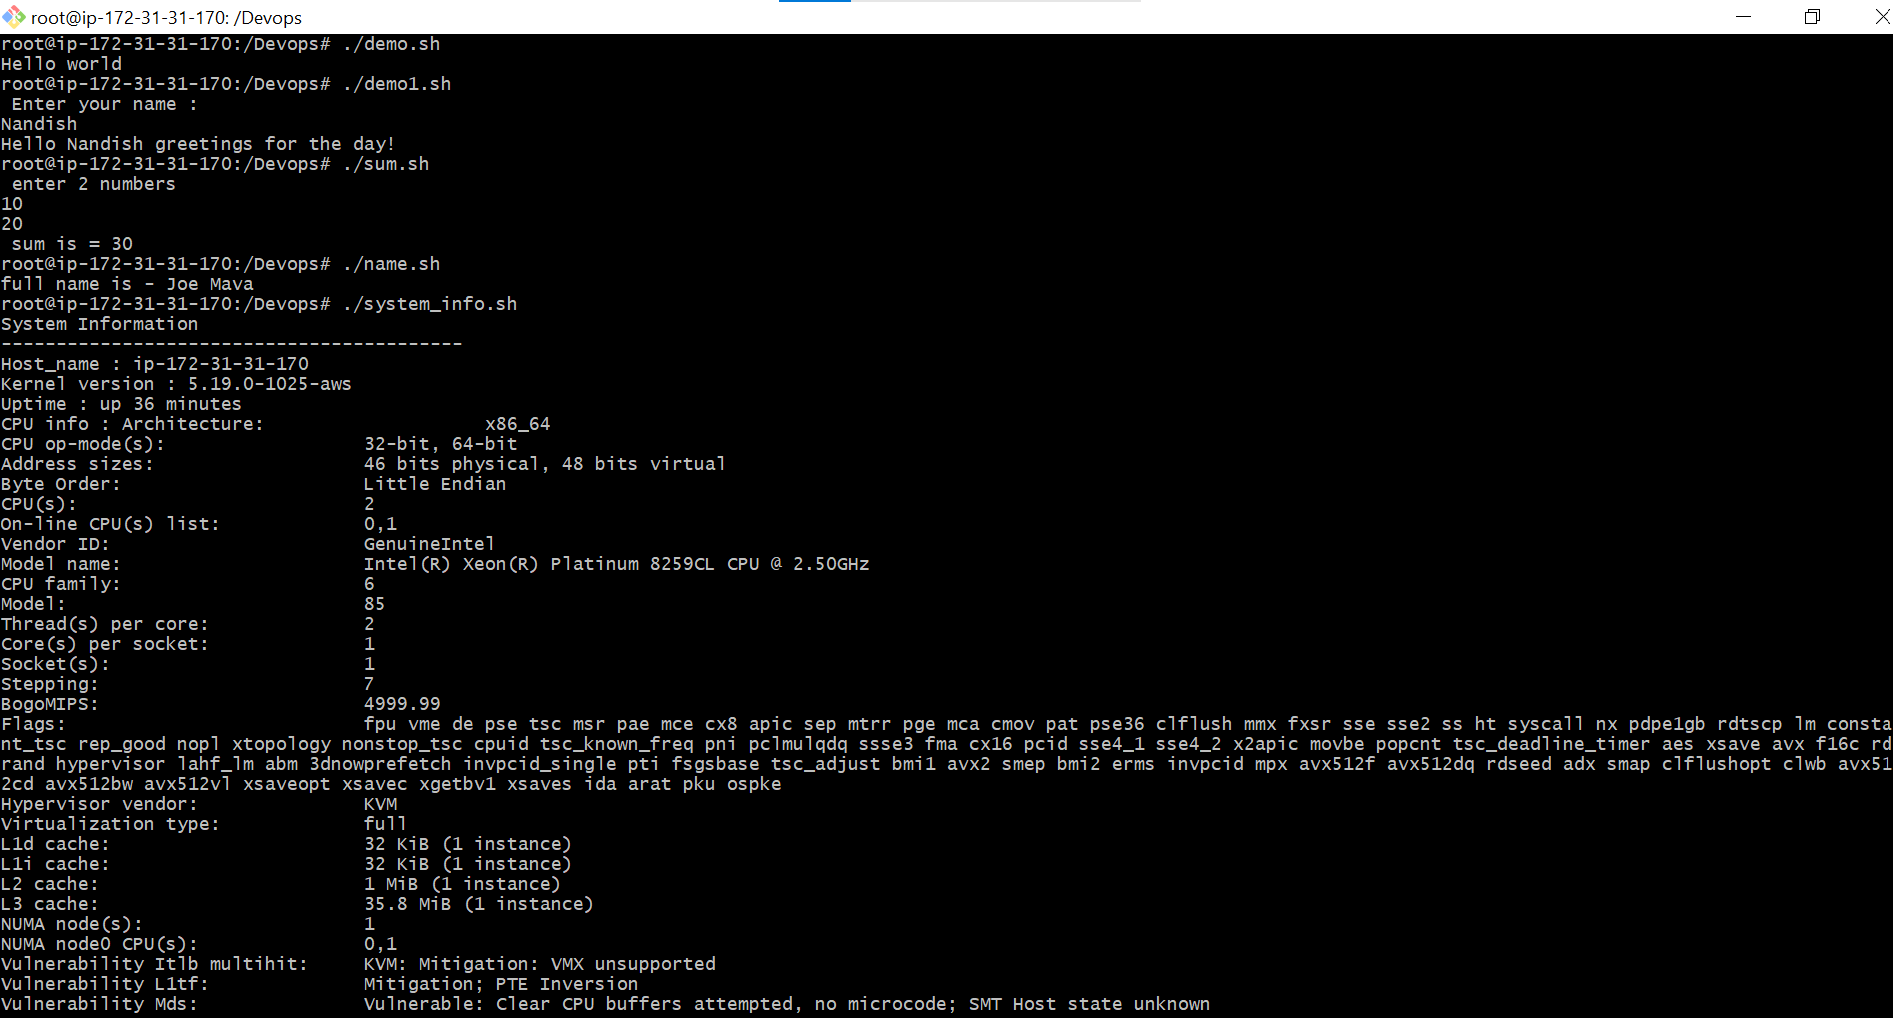 root@ip-172-31-31-170: /Devops
root@ip-172-31-31-170:/Devops# ./demo.sh
Hello world
root@ip-172-31-31-170:/Devops# ./demo1.sh
 Enter your name :
Nandish
Hello Nandish greetings for the day!
root@ip-172-31-31-170:/Devops# ./sum.sh
 enter 2 numbers
10
20
 sum is = 30
root@ip-172-31-31-170:/Devops# ./name.sh
full name is - Joe Mava
root@ip-172-31-31-170:/Devops# ./system_info.sh
System Information
------------------------------------------
Host_name : ip-172-31-31-170
Kernel version : 5.19.0-1025-aws
Uptime : up 36 minutes
CPU info : Architecture:                    x86_64
CPU op-mode(s):                  32-bit, 64-bit
Address sizes:                   46 bits physical, 48 bits virtual
Byte Order:                      Little Endian
CPU(s):                          2
On-line CPU(s) list:             0,1
Vendor ID:                       GenuineIntel
Model name:                      Intel(R) Xeon(R) Platinum 8259CL CPU @ 2.50GHz
CPU family:                      6
Model:                           85
Thread(s) per core:              2
Core(s) per socket:              1
Socket(s):                       1
Stepping:                        7
BogoMIPS:                        4999.99
Flags:                           fpu vme de pse tsc msr pae mce cx8 apic sep mtrr pge mca cmov pat pse36 clflush mmx fxsr sse sse2 ss ht syscall nx pdpe1gb rdtscp lm consta
nt_tsc rep_good nopl xtopology nonstop_tsc cpuid tsc_known_freq pni pclmulqdq ssse3 fma cx16 pcid sse4_1 sse4_2 x2apic movbe popcnt tsc_deadline_timer aes xsave avx f16c rd
rand hypervisor lahf_lm abm 3dnowprefetch invpcid_single pti fsgsbase tsc_adjust bmi1 avx2 smep bmi2 erms invpcid mpx avx512f avx512dq rdseed adx smap clflushopt clwb avx51
2cd avx512bw avx512vl xsaveopt xsavec xgetbv1 xsaves ida arat pku ospke
Hypervisor vendor:               KVM
Virtualization type:             full
L1d cache:                       32 KiB (1 instance)
L1i cache:                       32 KiB (1 instance)
L2 cache:                        1 MiB (1 instance)
L3 cache:                        35.8 MiB (1 instance)
NUMA node(s):                    1
NUMA node0 CPU(s):               0,1
Vulnerability Itlb multihit:     KVM: Mitigation: VMX unsupported
Vulnerability L1tf:              Mitigation; PTE Inversion
Vulnerability Mds:               Vulnerable: Clear CPU buffers attempted, no microcode; SMT Host state unknown